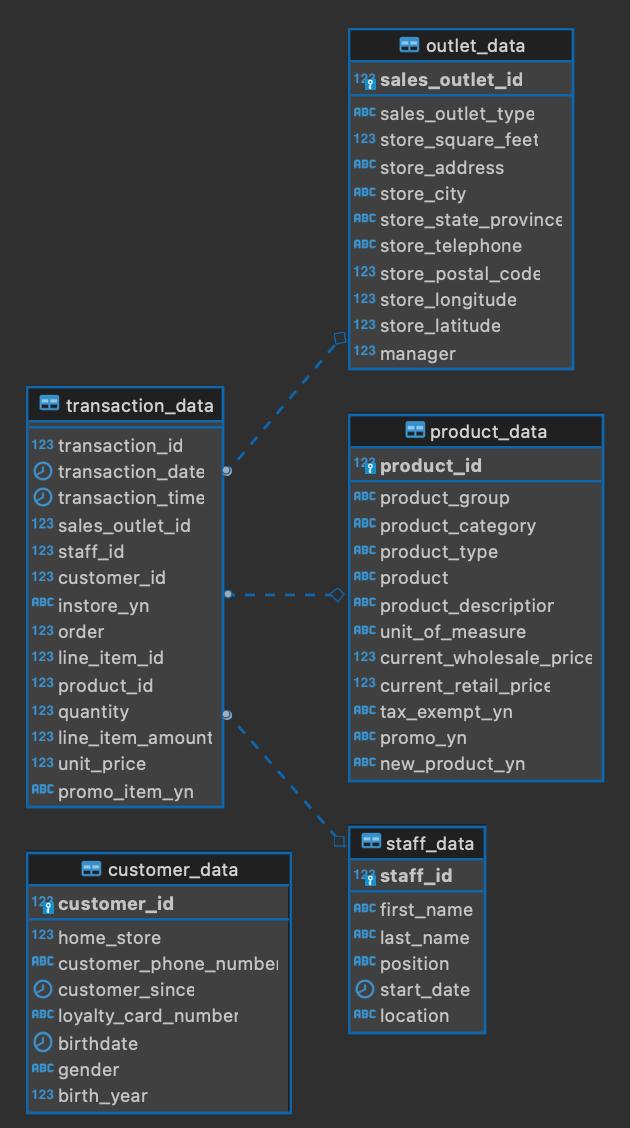 outlet_data
123 sales_outlet_id
ABC sales_outlet_type
123 store_square_feet
ABC store_address
ABC store_city
ABC store_state_province
ABC store_telephone
123 store_postal_code
123 store_longitude
123 store_latitude
123 manager
transaction_data
123 transaction_id
transaction_date
transaction_time
123 sales_outlet_id
123 staff_id
123 customer_id
ABC instore_yn
123 order
123 line_item_id
123 product_id
123 quantity
123 line_item_amount
123 unit_price
ABC promo_item_yn
product_data
123 product_id
ABC product_group
ABC product_category
ABC product_type
ABC product
ABC product_description
ABC unit_of_measure
123 current_wholesale_price
123 current_retail_price
ABC tax_exempt_yn
ABC promo_yn
ABC new_product_yn
staff_data
123 staff_id
ABC first_name
ABC last_name
ABC position
start_date
ABC location
customer_data
123 customer_id
123 home_store
ABC customer_phone_number
customer_since
ABC loyalty_card_number
birthdate
ABC gender
123 birth_year